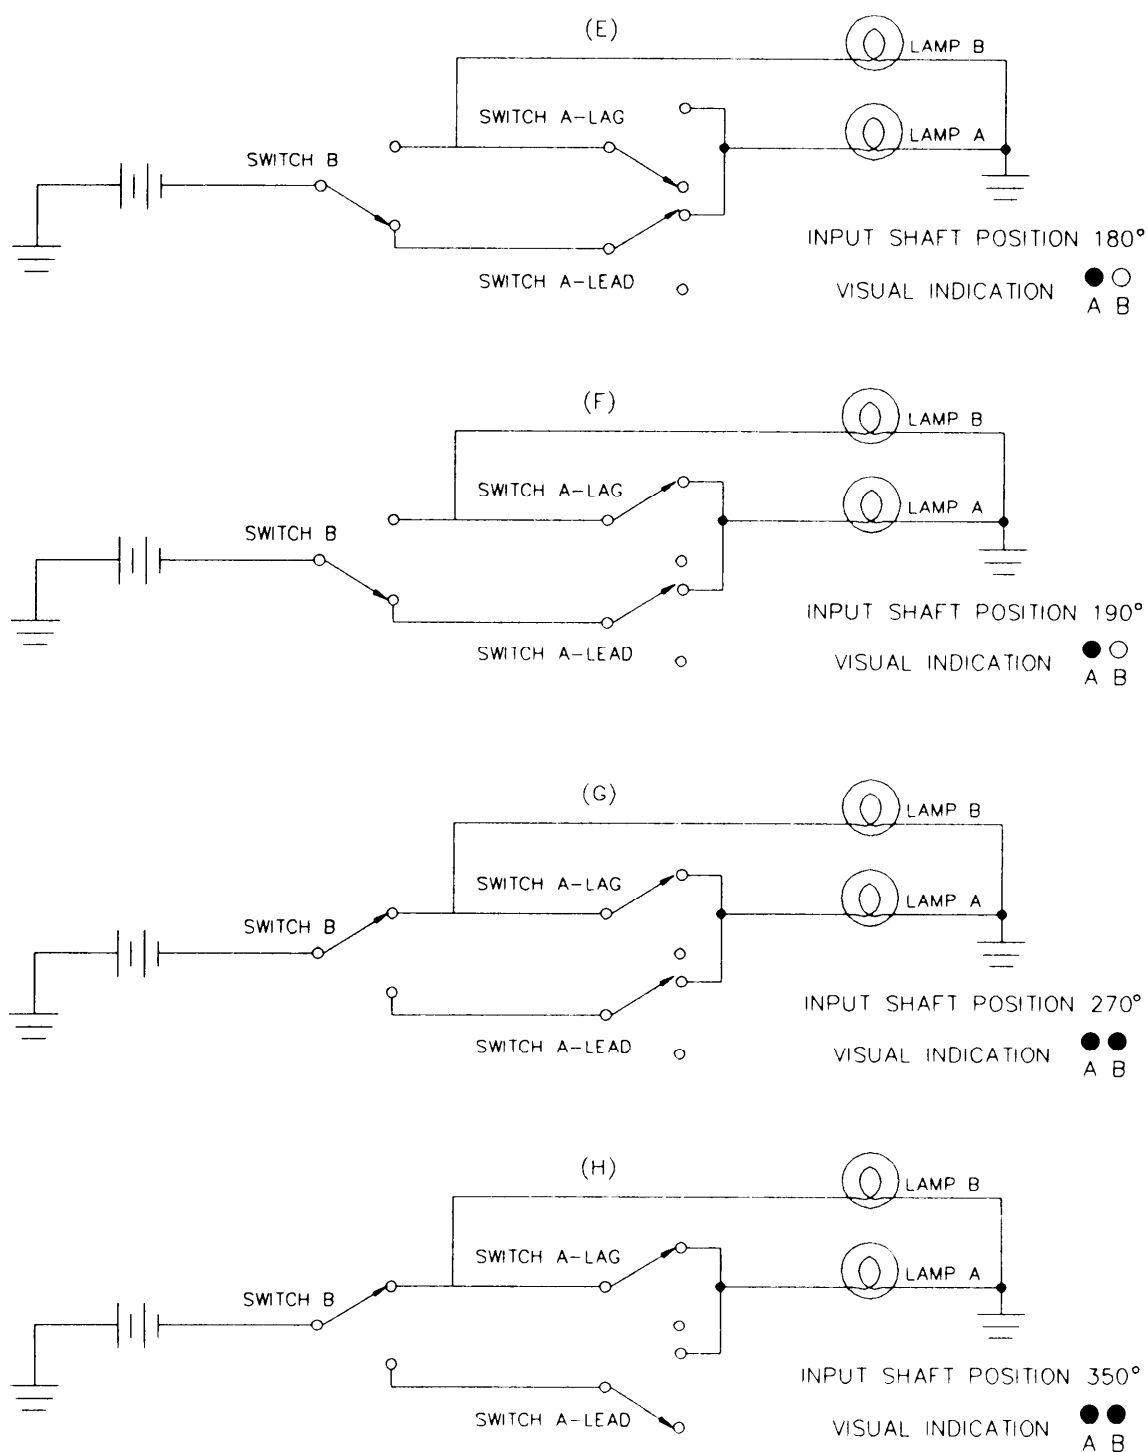 (E)
LAMP B
SWITCH A-LAG
LAMP A
SWITCH B
INPUT SHAFT POSITION 180°
SWITCH A-LEAD
VISUAL INDICATION
A B
(F)
LAMP B
SWITCH A-LAG
LAMP A
SWITCH B
INPUT SHAFT POSITION 190°
SWITCH A-LEAD
VISUAL INDICATION
A B
(G)
LAMP B
SWITCH A-LAG
LAMP A
SWITCH B
INPUT SHAFT POSITION 270°
SWITCH A-LEAD
VISUAL INDICATION
A B
(H)
LAMP B
SWITCH A-LAG
LAMP A
SWITCH B
INPUT SHAFT POSITION 350°
SWITCH A-LEAD
VISUAL INDICATION
A B